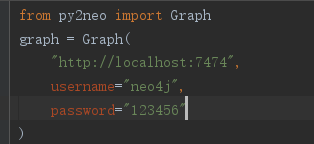 from py2neo import Graph
graph = Graph(
    "http://localhost:7474",
    username="neo4j",
    password="123456"
)